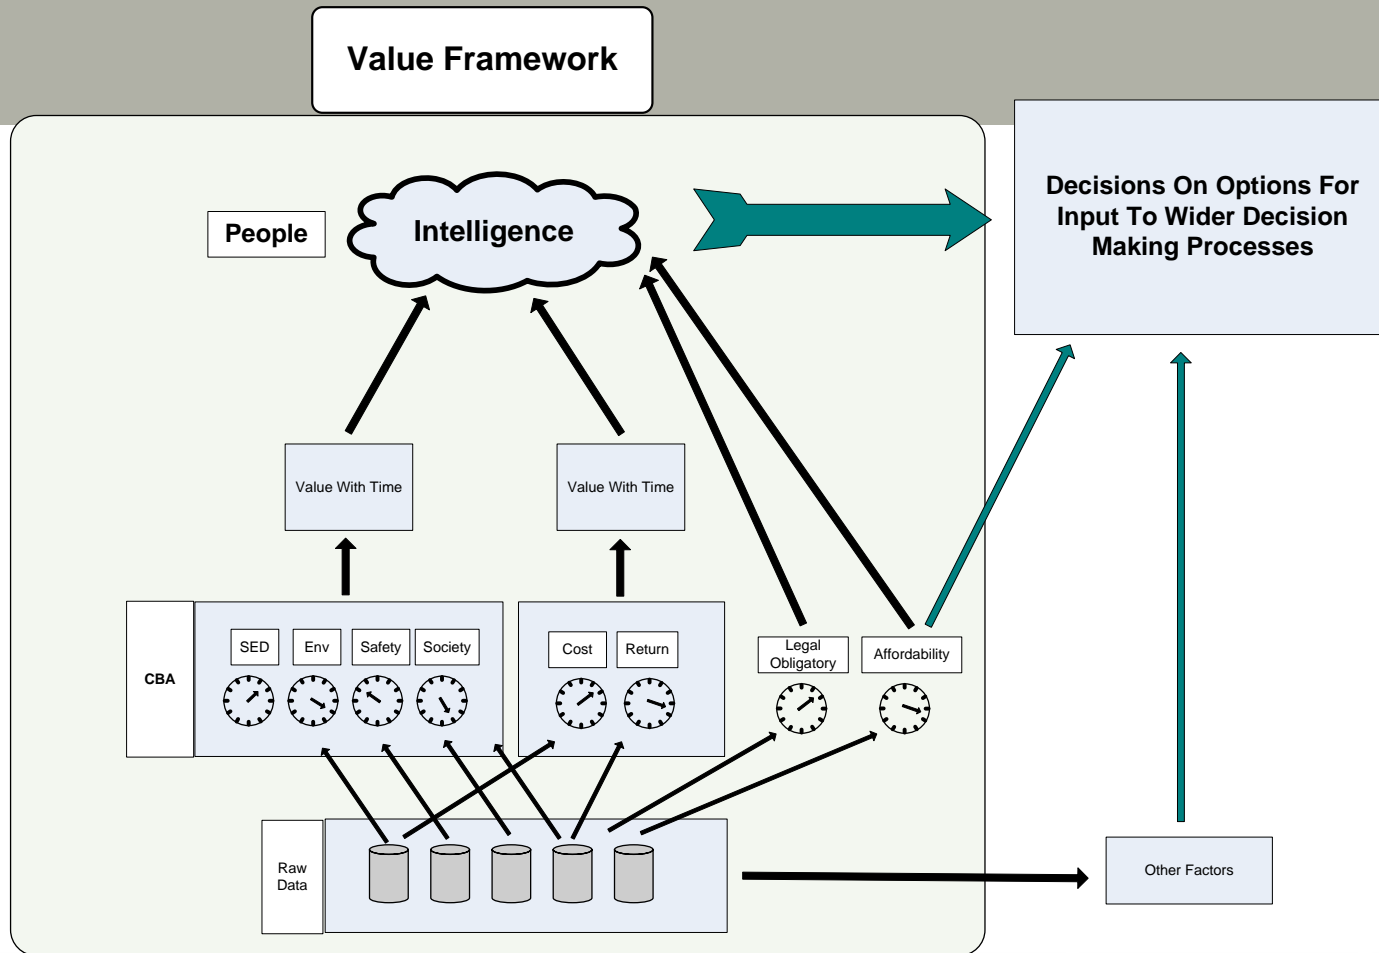 Value Framework
People
Intelligence
Decisions On Options For
Input To Wider Decision
Making Processes
Value With Time
Value With Time
CBA
SED
Env
Safety
Society
Cost
Return
Legal
Obligatory
Affordability
Raw
Data
Other Factors